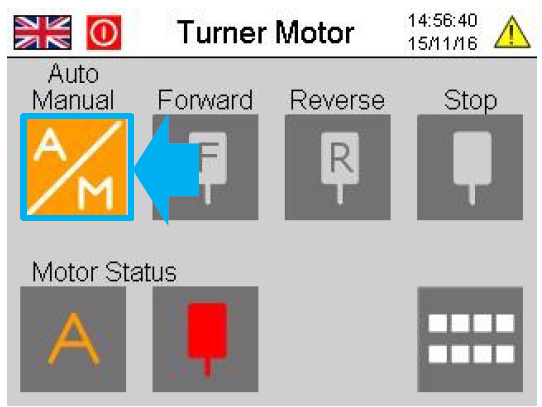 Turner Motor
14:56:40
15/11/16
Auto
Manual
Forward
Reverse
Stop
A/M
F
R
Motor Status
A